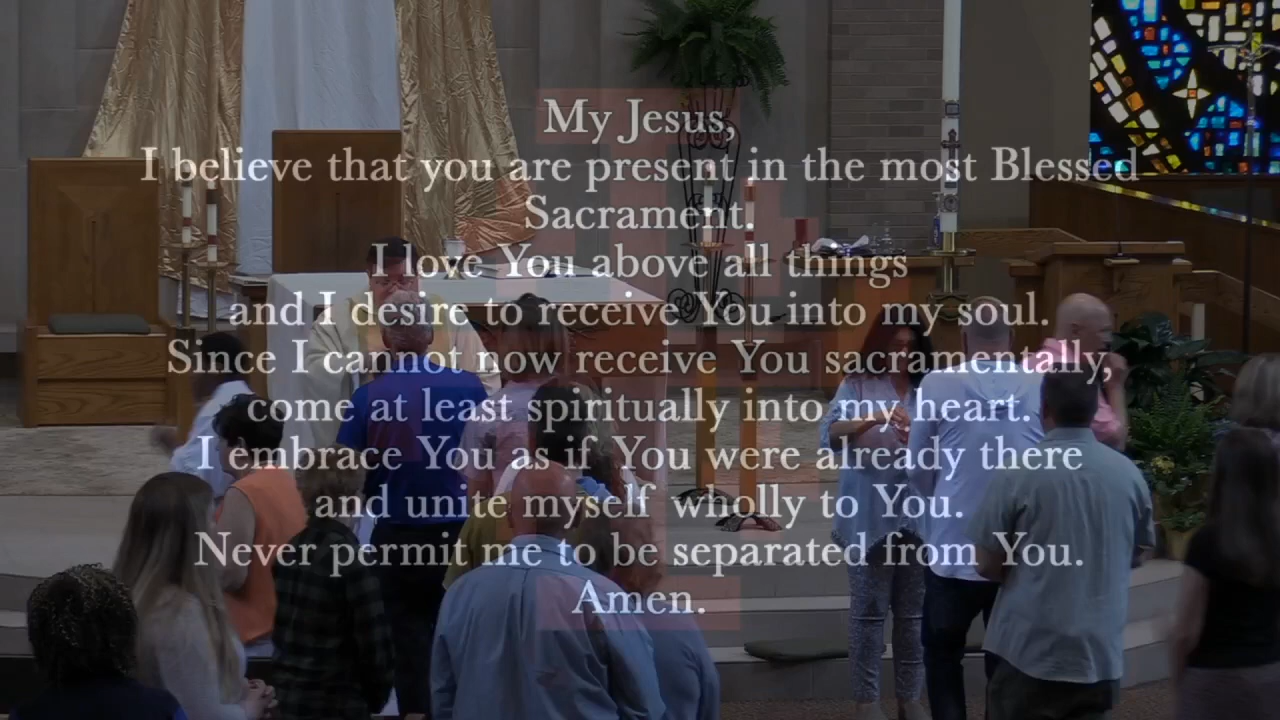 My Jesus,
I believe that you are present in the most Blessed
Sacrament.
I love You above all things
and I desire to receive You into my soul.
Since I cannot now receive You sacramentally,
come at least spiritually into my heart.
I embrace You as if You were already there
and unite myself wholly to You.
Never permit me to be separated from You.
Amen.